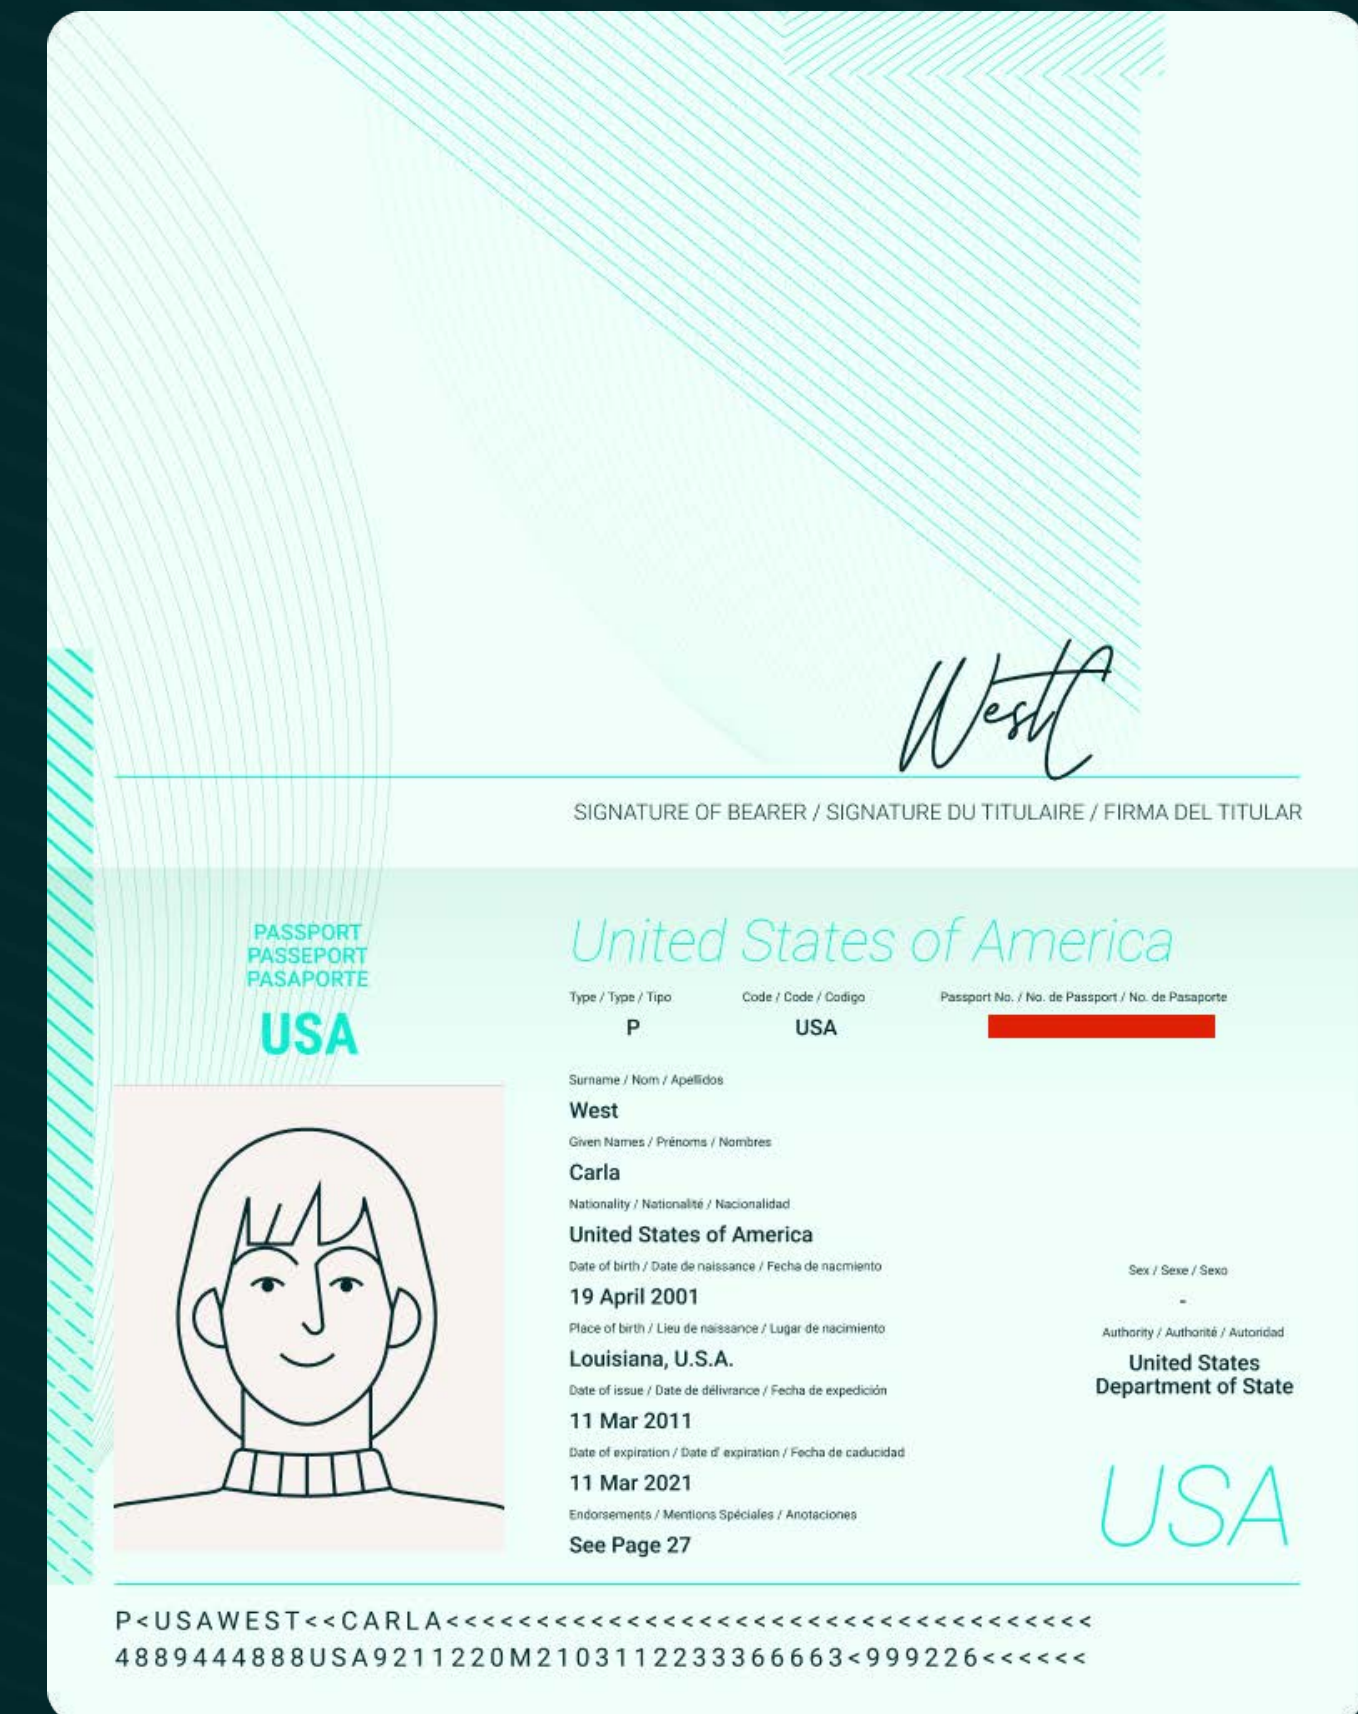 West C
SIGNATURE OF BEARER / SIGNATURE DU TITULAIRE / FIRMA DEL TITULAR
PASSPORT
PASSEPORT
PASAPORTE
USA
United States of America
Type / Type / Tipo
P
Code / Code / Codigo
USA
Passport No. / No. de Passport / No. de Pasaporte
Surname / Nom / Apellidos
West
Given Names / Prénoms / Nombres
Carla
Nationality / Nationalité / Nacionalidad
United States of America
Date of birth / Date de naissance / Fecha de nacmiento
19 April 2001
Place of birth / Lieu de naissance / Lugar de nacimiento
Louisiana, U.S.A.
Date of issue / Date de délivrance / Fecha de expedición
11 Mar 2011
Date of expiration / Date d' expiration / Fecha de caducidad
11 Mar 2021
Endorsements / Mentions Spéciales / Anotaciones
See Page 27
Sex / Sexe / Sexo
-
Authority / Authorité / Autoridad
United States
Department of State
USA
P<USAWEST<<CARLA<<<<<<<<<<<<<<<<<<<<<<<<<<<<<<<<<<<<
4889444888USA9211220M2103112233366663<999226<<<<<<